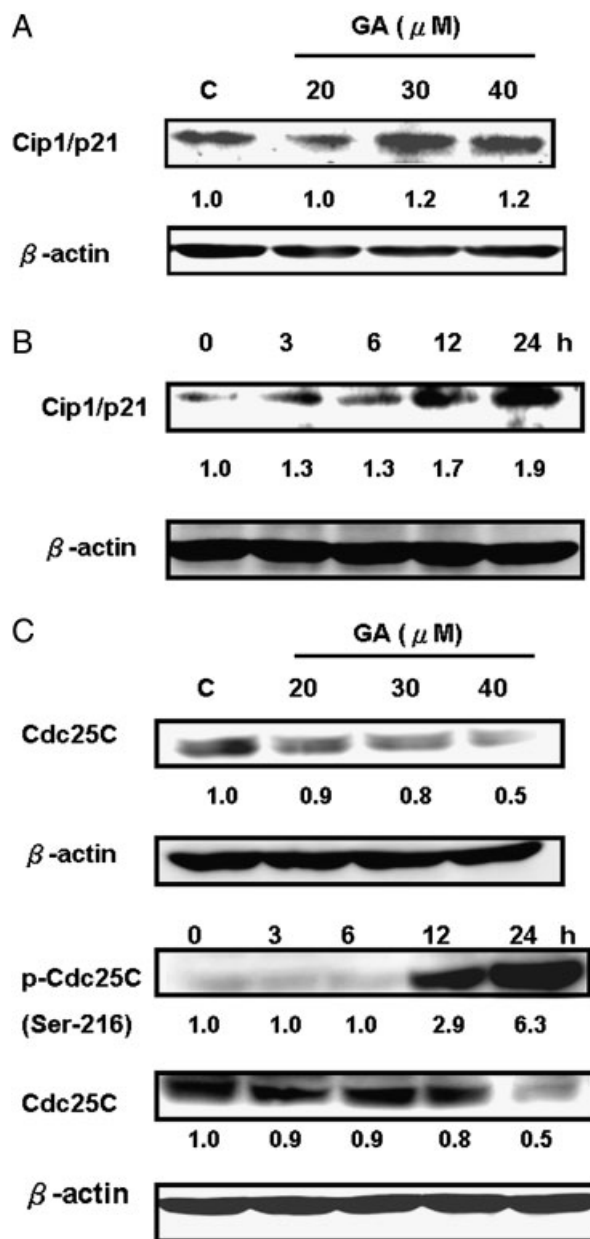 A
GA ( μ M)
C 20 30 40
Cip1/p21
1.0 1.0 1.2 1.2
β-actin
B
0 3 6 12 24 h
Cip1/p21
1.0 1.3 1.3 1.7 1.9
β-actin
C
GA ( μ M)
C 20 30 40
Cdc25C
1.0 0.9 0.8 0.5
β-actin
0 3 6 12 24 h
p-Cdc25C
(Ser-216) 1.0 1.0 1.0 2.9 6.3
Cdc25C
1.0 0.9 0.9 0.8 0.5
β-actin